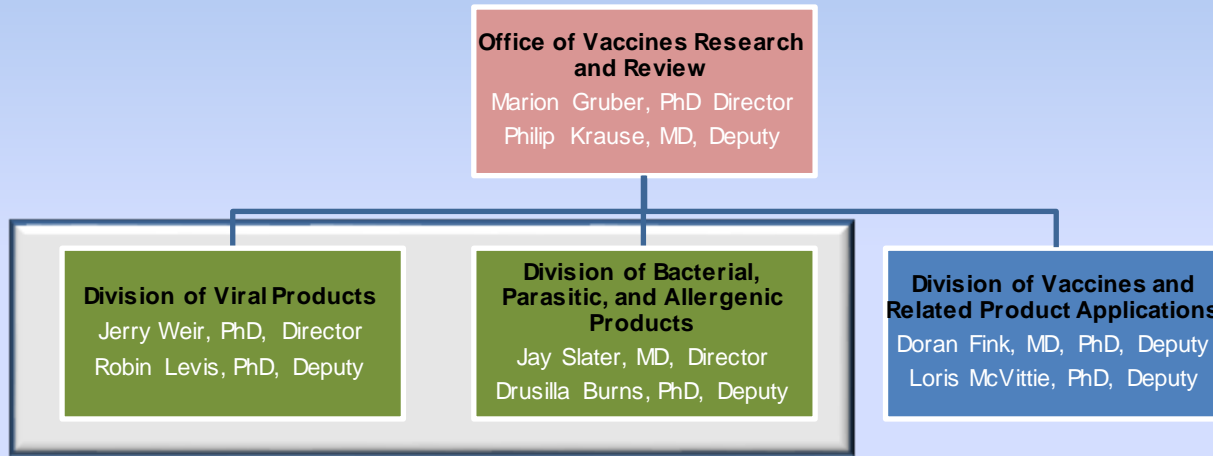 Office of Vaccines Research
and Review
Marion Gruber, PhD Director
Philip Krause, MD, Deputy
Division of Viral Products
Jerry Weir, PhD, Director
Robin Levis, PhD, Deputy
Division of Bacterial,
Parasitic, and Allergenic
Products
Jay Slater, MD, Director
Drusilla Burns, PhD, Deputy
Division of Vaccines and
Related Product Applications
Doran Fink, MD, PhD, Deputy
Loris McVittie, PhD, Deputy